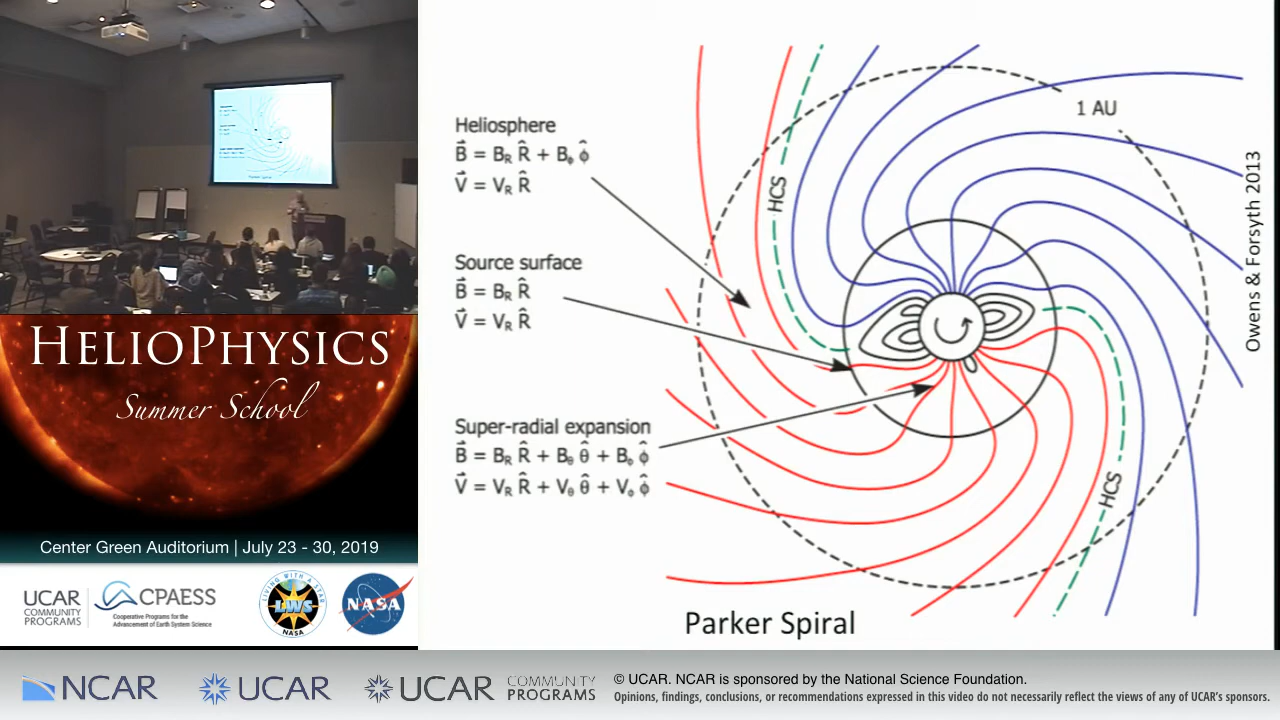 Heliosphere
B⃗ = B_R R̂ + B_ϕ ϕ̂
V⃗ = V_R R̂
Source surface
B⃗ = B_R R̂
V⃗ = V_R R̂
Super-radial expansion
B⃗ = B_R R̂ + B_θ θ̂ + B_ϕ ϕ̂
V⃗ = V_R R̂ + V_θ θ̂ + V_ϕ ϕ̂
HCS
1 AU
HCS
Owens & Forsyth 2013
Parker Spiral
HELIOPHYSICS
Summer School
Center Green Auditorium | July 23 - 30, 2019
UCAR
COMMUNITY
PROGRAMS
CPAESS
Cooperative Programs for the
Advancement of Earth System Science
LIVING WITH A STAR
LWS
NASA
NASA
NCAR
UCAR
UCAR
COMMUNITY
PROGRAMS
© UCAR. NCAR is sponsored by the National Science Foundation.
Opinions, findings, conclusions, or recommendations expressed in this video do not necessarily reflect the views of any of UCAR's sponsors.